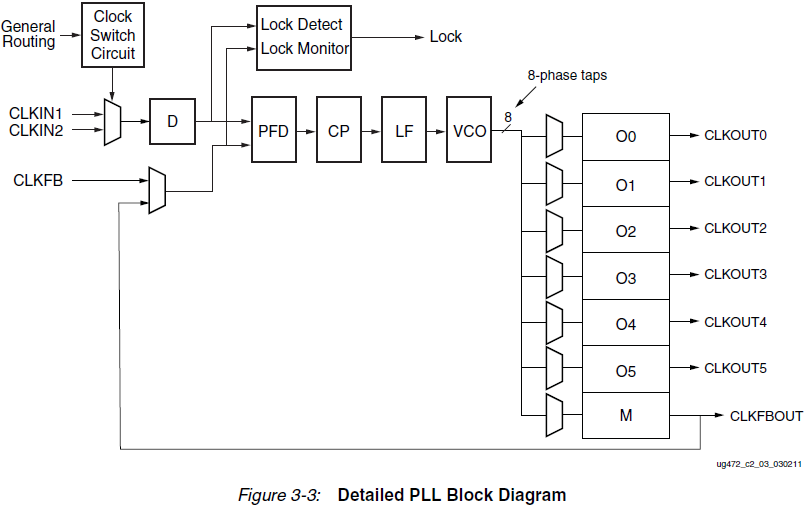 General
Routing
Clock
Switch
Circuit
Lock Detect
Lock Monitor
Lock
8-phase taps
CLKIN1
CLKIN2
D
PFD
CP
LF
VCO
8
CLKFB
O0
CLKOUT0
O1
CLKOUT1
O2
CLKOUT2
O3
CLKOUT3
O4
CLKOUT4
O5
CLKOUT5
M
CLKFBOUT
ug472_c2_03_030211
Figure 3-3: Detailed PLL Block Diagram